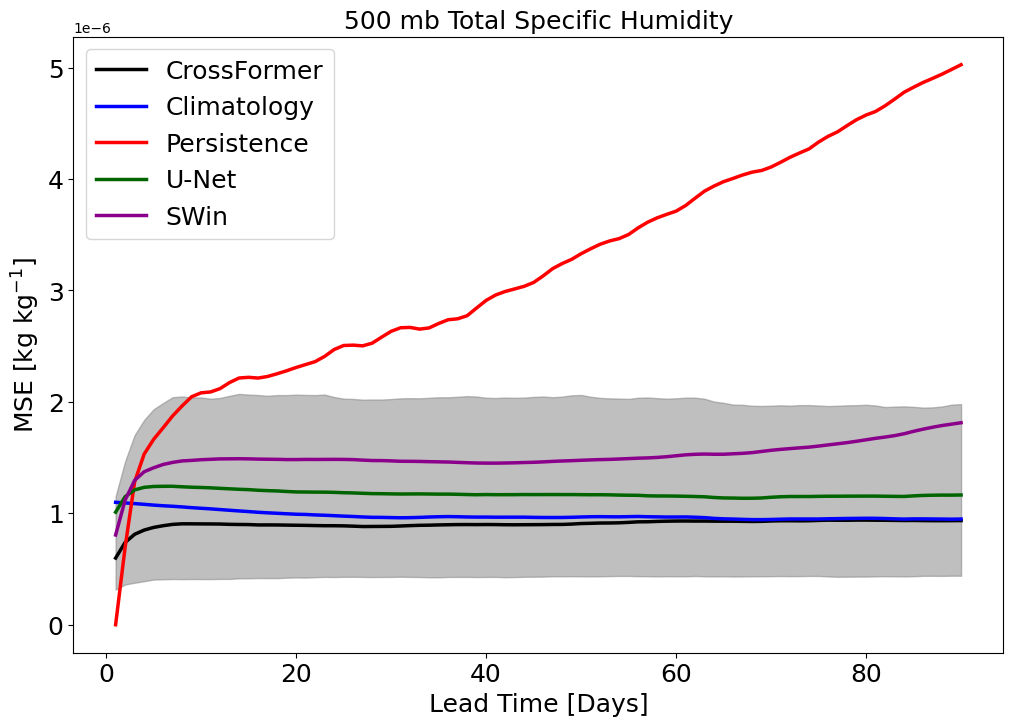 500 mb Total Specific Humidity
1e−6
CrossFormer
Climatology
Persistence
U-Net
SWin
MSE [kg kg⁻¹]
5
4
3
2
1
0
0 20 40 60 80
Lead Time [Days]